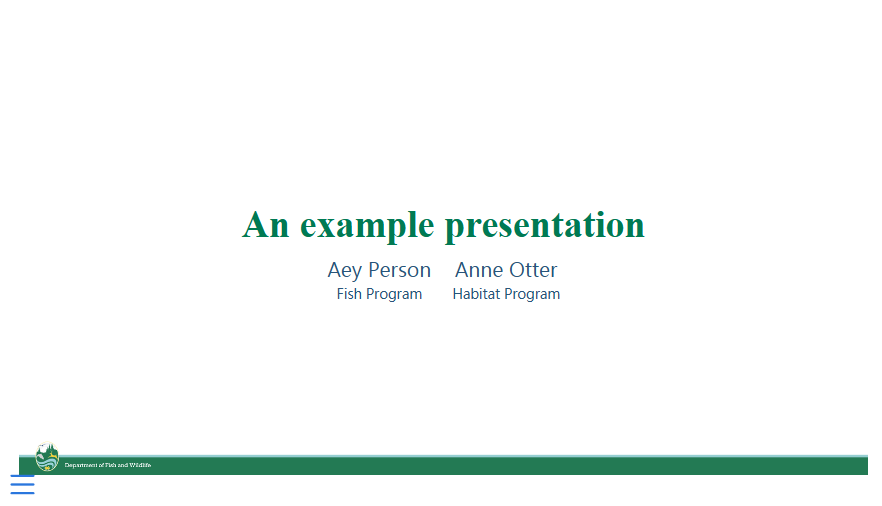 An example presentation
Aey Person Anne Otter
Fish Program Habitat Program
Department of Fish and Wildlife